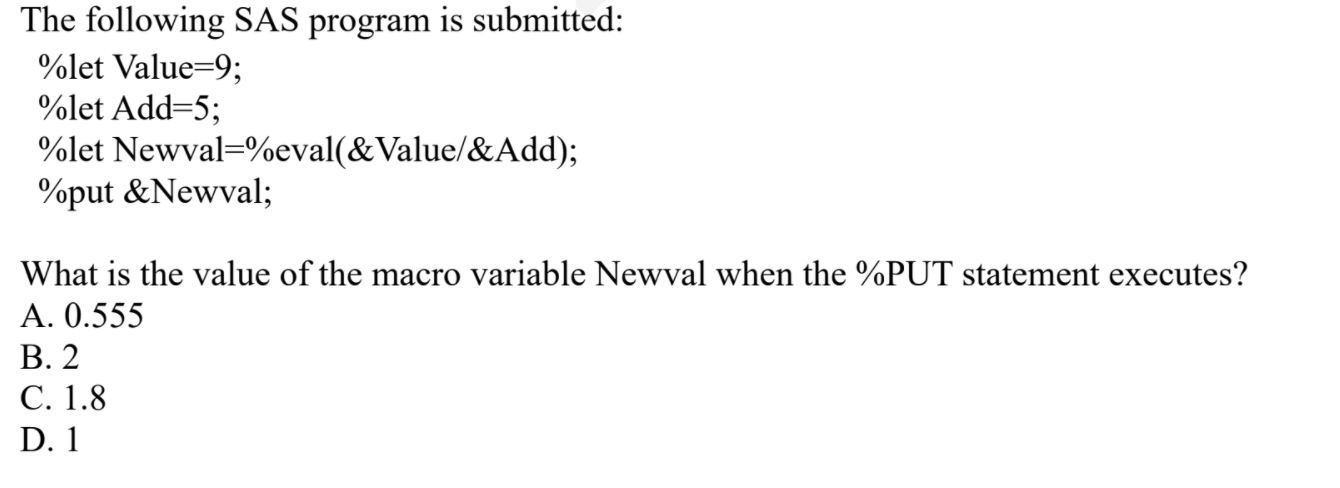 The following SAS program is submitted:
%let Value=9;
%let Add=5;
%let Newval=%eval(&Value/&Add);
%put &Newval;
What is the value of the macro variable Newval when the %PUT statement executes?
A. 0.555
B. 2
C. 1.8
D. 1